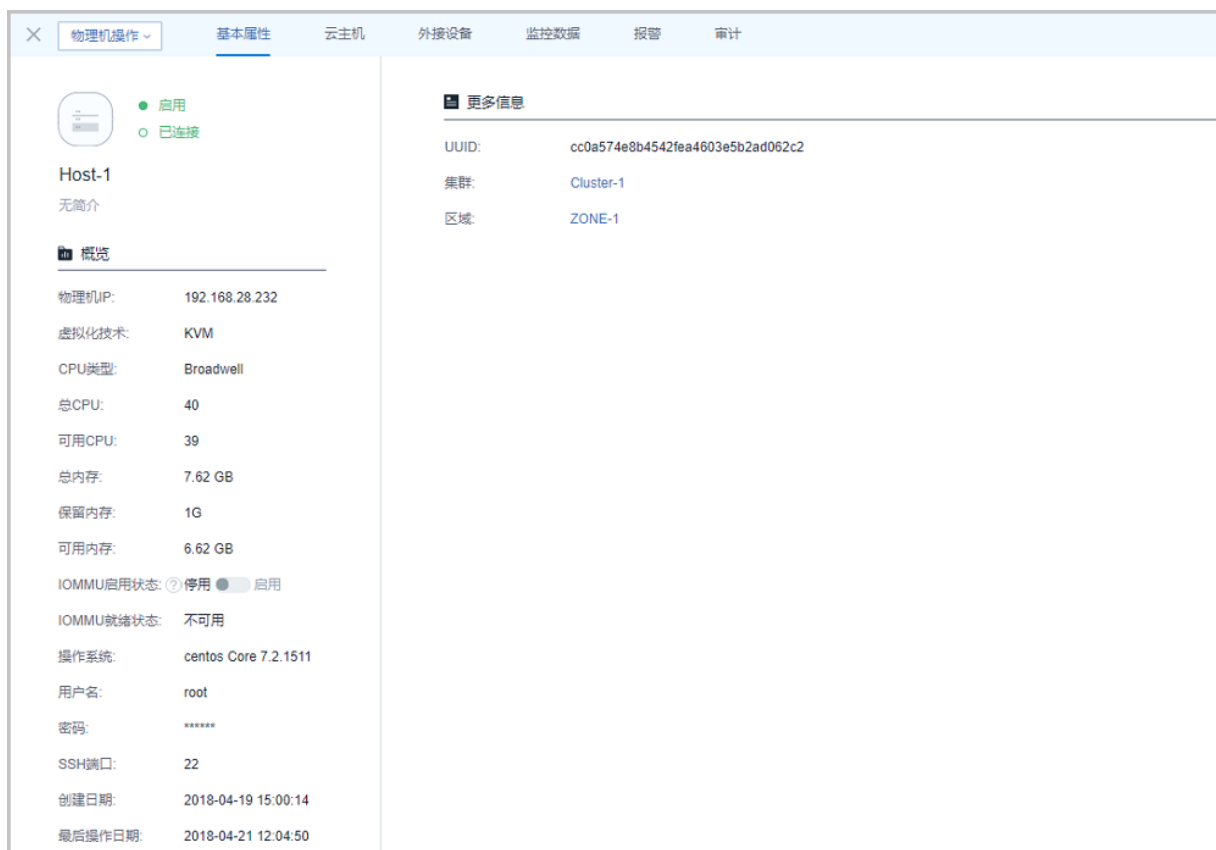 物理机操作 基本属性 云主机 外接设备 监控数据 报警 审计
启用
已连接
Host-1
无简介
概览
物理机IP: 192.168.28.232
虚拟化技术: KVM
CPU类型: Broadwell
总CPU: 40
可用CPU: 39
总内存: 7.62 GB
保留内存: 1G
可用内存: 6.62 GB
IOMMU启用状态: ? 停用 启用
IOMMU就绪状态: 不可用
操作系统: centos Core 7.2.1511
用户名: root
密码: ******
SSH端口: 22
创建日期: 2018-04-19 15:00:14
最后操作日期: 2018-04-21 12:04:50
更多信息
UUID: cc0a574e8b4542fea4603e5b2ad062c2
集群: Cluster-1
区域: ZONE-1